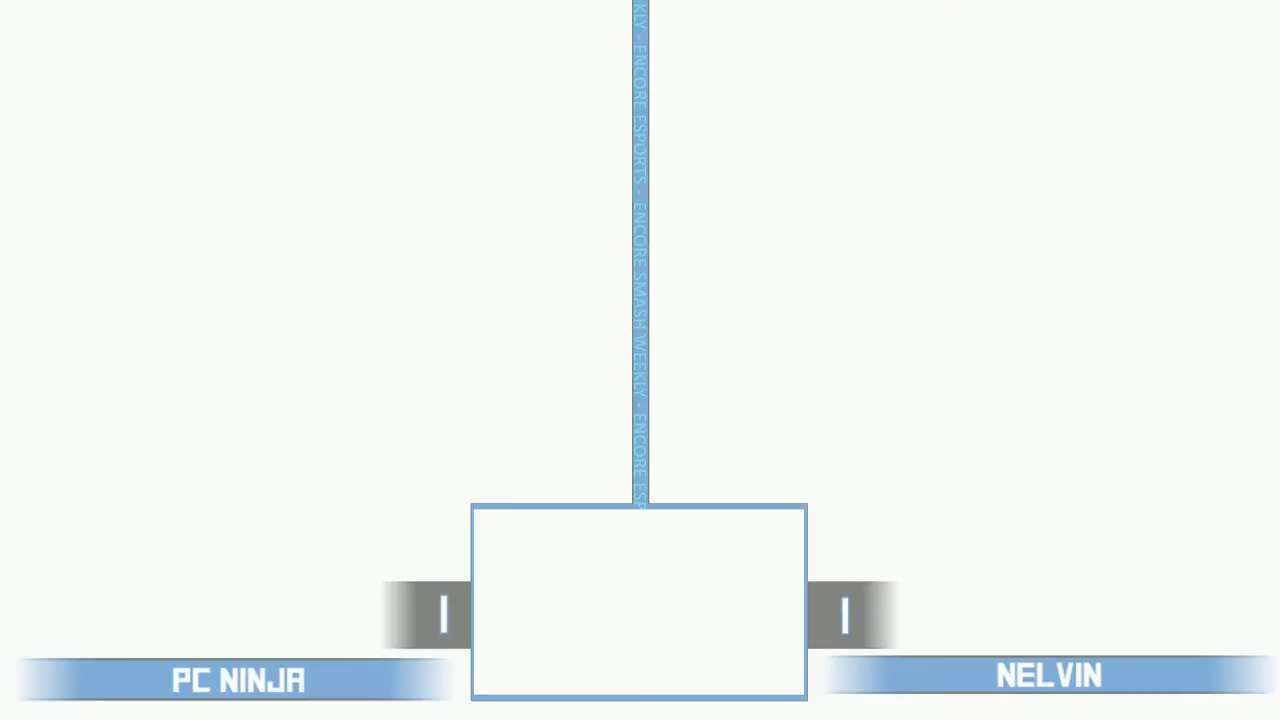 KLY - ENCORE ESPORTS - ENCORE SMASH WEEKLY - ENCORE ESP
1 1
PC NINJA NELVIN